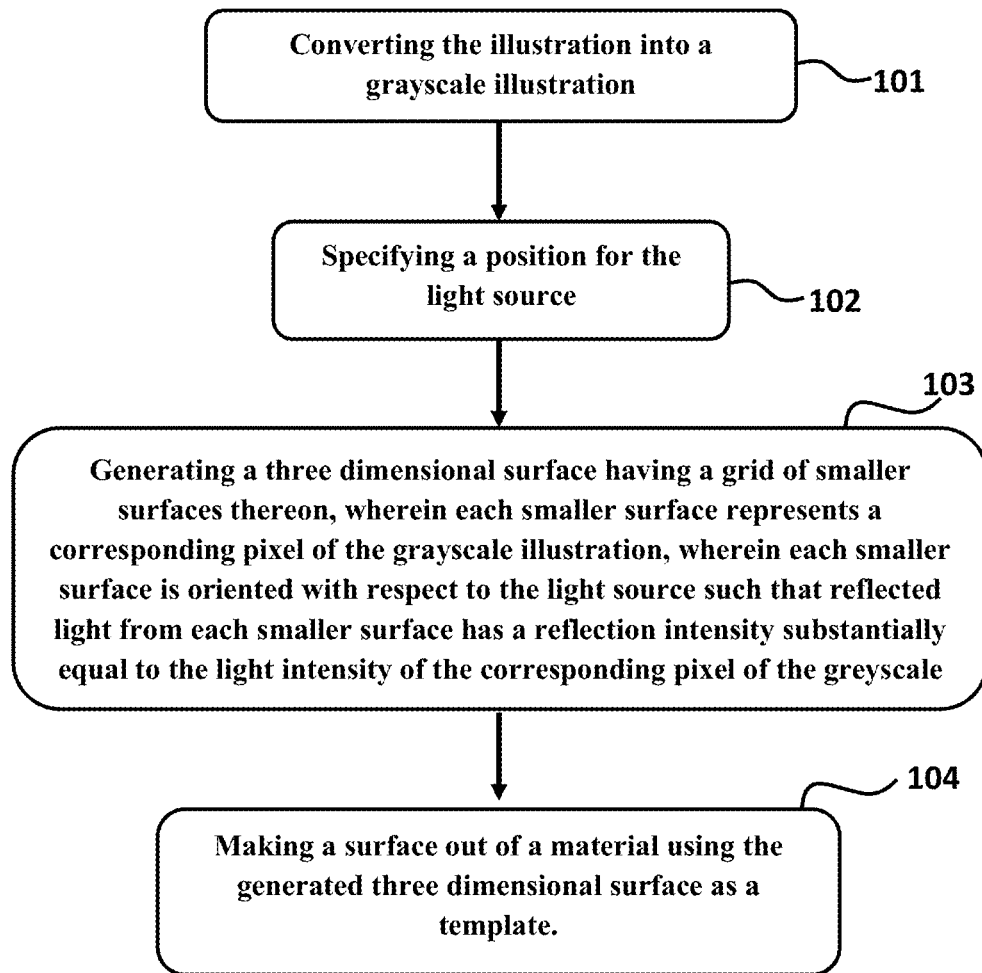 Converting the illustration into a
grayscale illustration
101
Specifying a position for the
light source
102
103
Generating a three dimensional surface having a grid of smaller
surfaces thereon, wherein each smaller surface represents a
corresponding pixel of the grayscale illustration, wherein each smaller
surface is oriented with respect to the light source such that reflected
light from each smaller surface has a reflection intensity substantially
equal to the light intensity of the corresponding pixel of the greyscale
104
Making a surface out of a material using the
generated three dimensional surface as a
template.